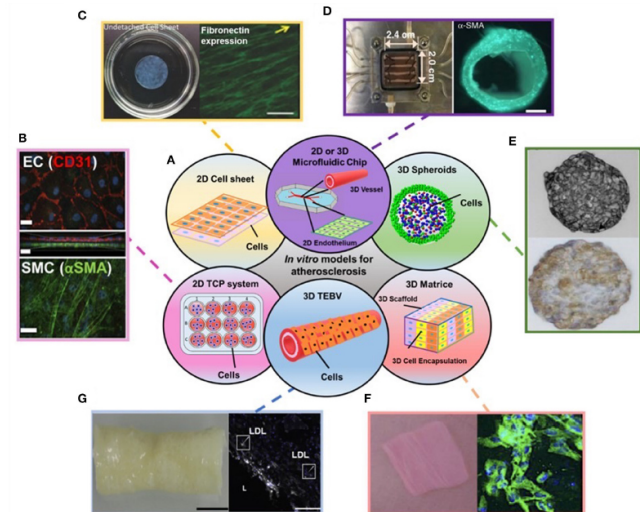 C
Undetached Cell Sheet
Fibronectin
expression
D
2.4 cm
2.0 cm
α-SMA
B
EC (CD31)
SMC (αSMA)
A
2D Cell sheet
Cells
2D or 3D
Microfluidic Chip
3D Vessel
2D Endothelium
3D Spheroids
Cells
E
In vitro models for
atherosclerosis
2D TCP system
A
B
C
Cells
3D TEBV
Cells
3D Matrice
3D Scaffold
3D Cell Encapsulation
G
LDL
LDL
L
F